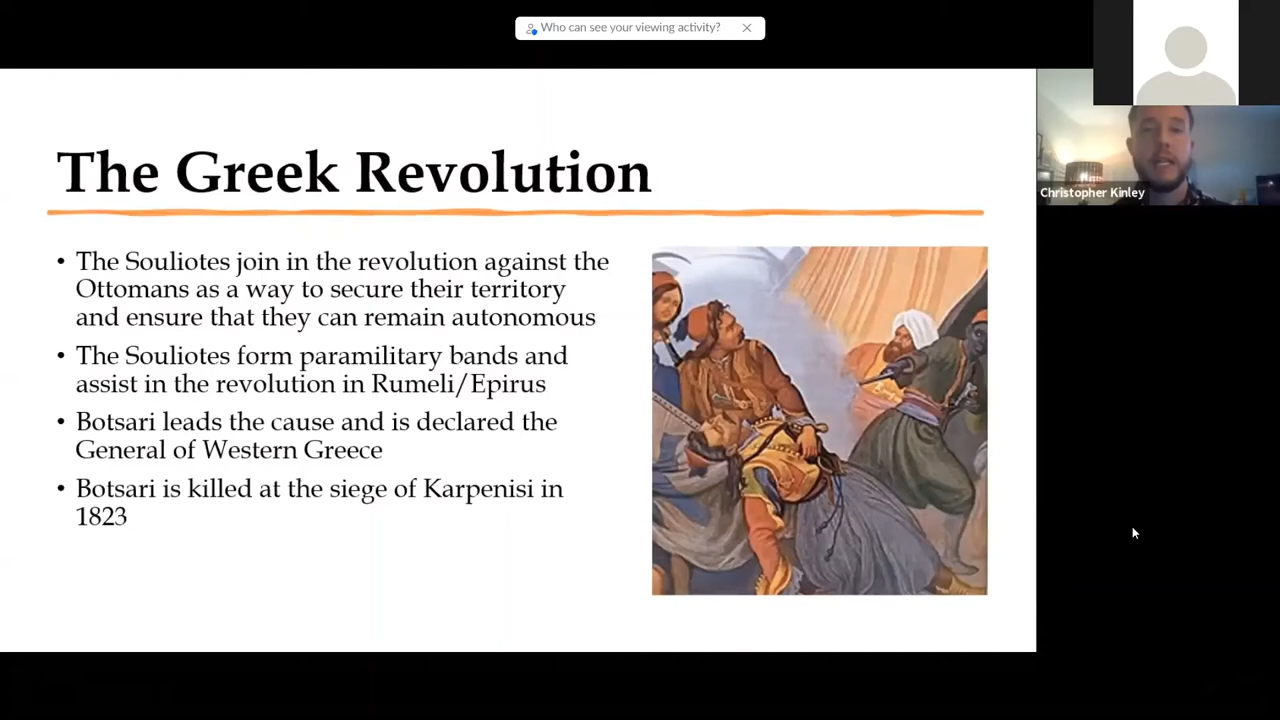 Who can see your viewing activity?
The Greek Revolution
Christopher Kinley
• The Souliotes join in the revolution against the
Ottomans as a way to secure their territory
and ensure that they can remain autonomous
• The Souliotes form paramilitary bands and
assist in the revolution in Rumeli/Epirus
• Botsari leads the cause and is declared the
General of Western Greece
• Botsari is killed at the siege of Karpenisi in
1823